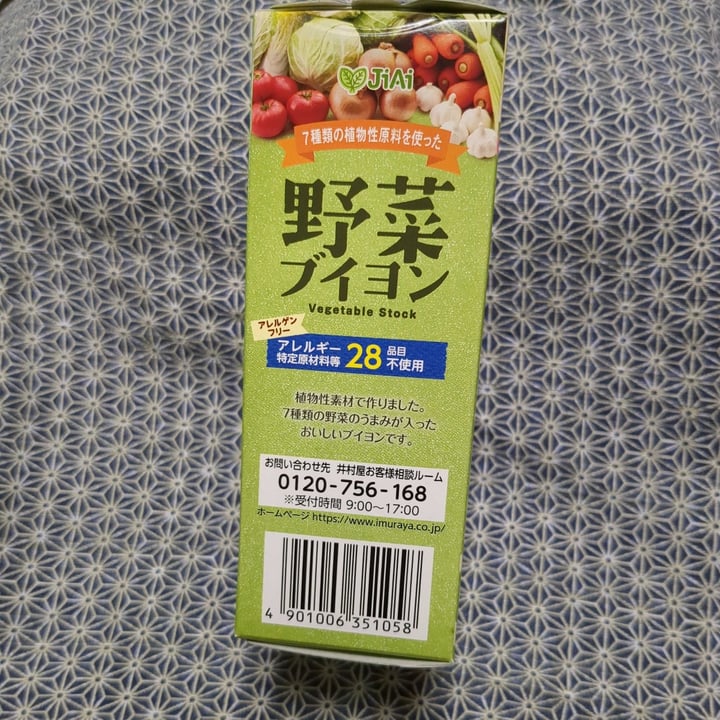 JiAi
7種類の植物性原料を使った
野菜
ブイヨン
Vegetable Stock
アレルゲン
フリー
アレルギー
特定原材料等
28
品目
不使用
植物性素材で作りました。
7種類の野菜のうまみが入った
おいしいブイヨンです。
お問い合わせ先 井村屋お客様相談ルーム
0120-756-168
※受付時間 9:00〜17:00
ホームページ https://www.imuraya.co.jp/
4 901006 351058